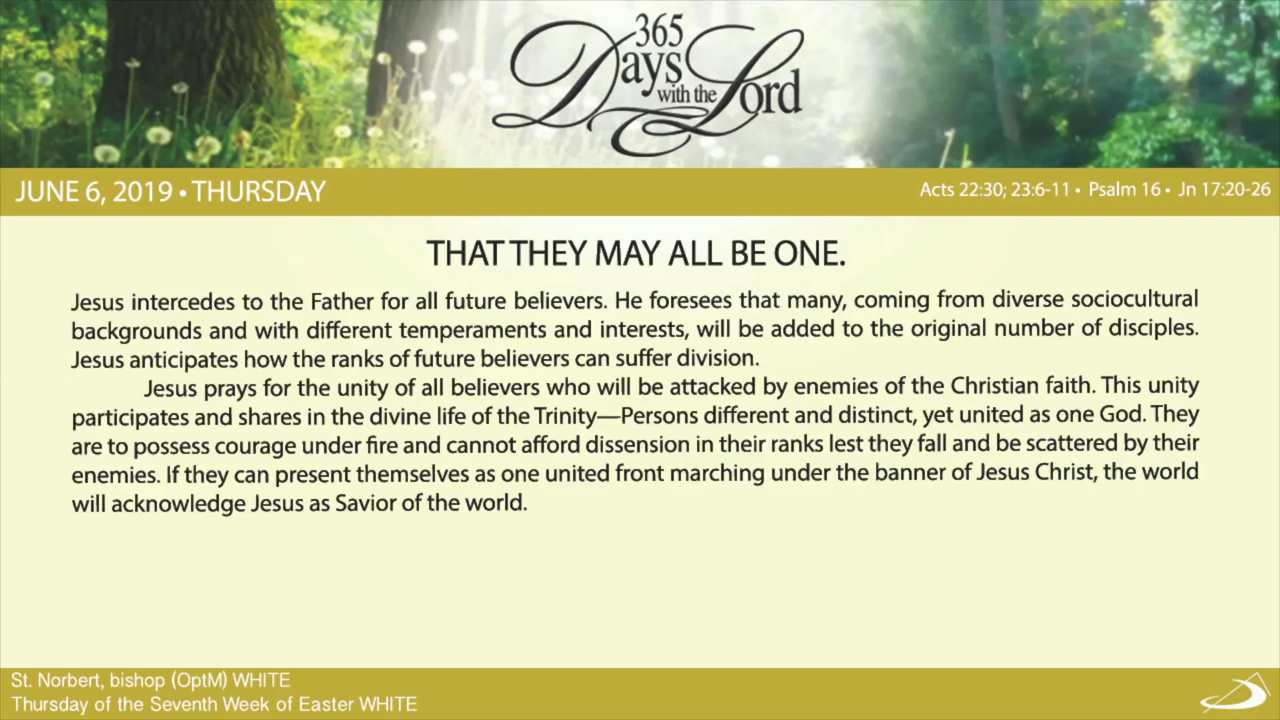 365
Days
with the
Lord
JUNE 6, 2019 • THURSDAY
Acts 22:30; 23:6-11 • Psalm 16 • Jn 17:20-26
THAT THEY MAY ALL BE ONE.
Jesus intercedes to the Father for all future believers. He foresees that many, coming from diverse sociocultural
backgrounds and with different temperaments and interests, will be added to the original number of disciples.
Jesus anticipates how the ranks of future believers can suffer division.
Jesus prays for the unity of all believers who will be attacked by enemies of the Christian faith. This unity
participates and shares in the divine life of the Trinity—Persons different and distinct, yet united as one God. They
are to possess courage under fire and cannot afford dissension in their ranks lest they fall and be scattered by their
enemies. If they can present themselves as one united front marching under the banner of Jesus Christ, the world
will acknowledge Jesus as Savior of the world.
St. Norbert, bishop (OptM) WHITE
Thursday of the Seventh Week of Easter WHITE